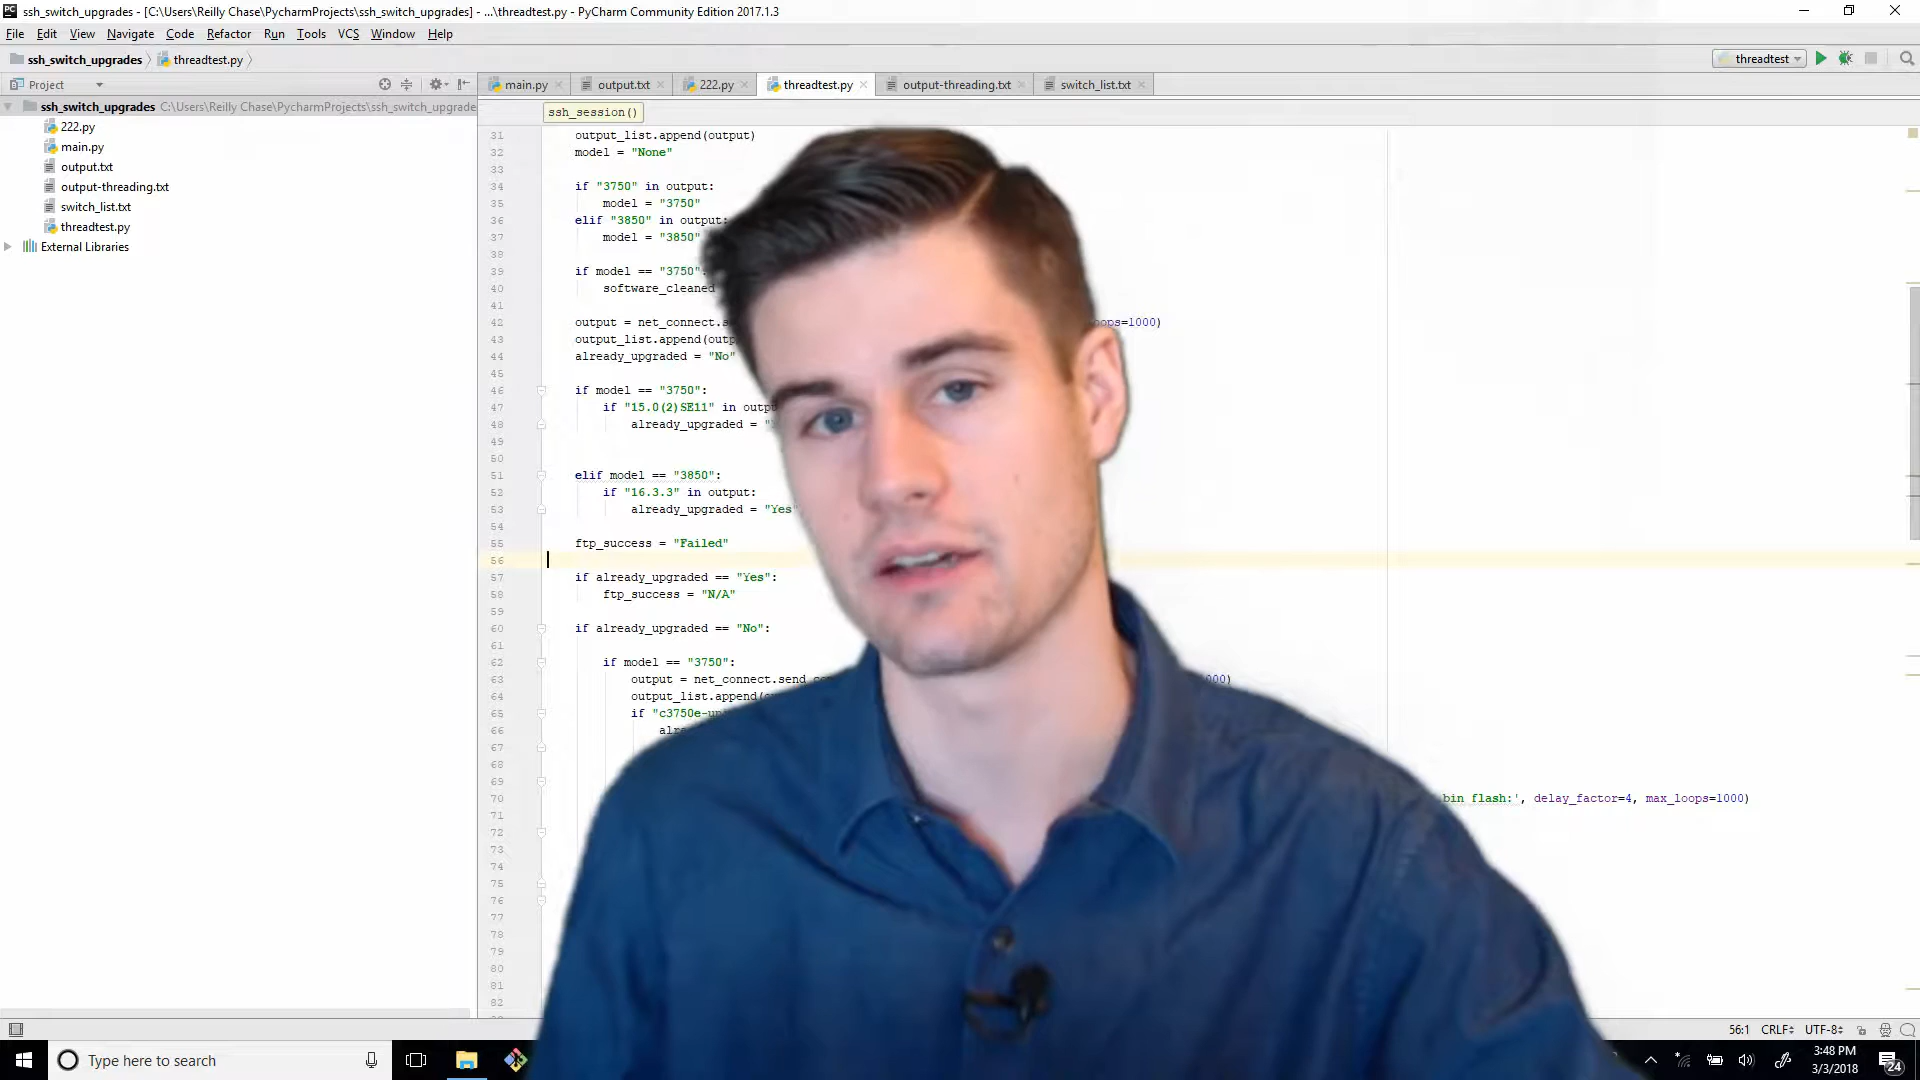 ssh_switch_upgrades - [C:\Users\Reilly Chase\PycharmProjects\ssh_switch_upgrades] - ...\threadtest.py - PyCharm Community Edition 2017.1.3
File Edit View Navigate Code Refactor Run Tools VCS Window Help
ssh_switch_upgrades threadtest.py threadtest
Project
main.py output.txt 222.py threadtest.py output-threading.txt switch_list.txt
ssh_switch_upgrades C:\Users\Reilly Chase\PycharmProjects\ssh_switch_upgrade
222.py
main.py
output.txt
output-threading.txt
switch_list.txt
threadtest.py
External Libraries
ssh_session()
31 output_list.append(output)
32 model = "None"
33
34 if "3750" in output:
35 model = "3750"
36 elif "3850" in output:
37 model = "3850"
38
39 if model == "3750":
40 software_cleaned
41
42 output = net_connect.s ops=1000)
43 output_list.append(outp
44 already_upgraded = "No"
45
46 if model == "3750":
47 if "15.0(2)SE11" in outp
48 already_upgraded = "
49
50
51 elif model == "3850":
52 if "16.3.3" in output:
53 already_upgraded = "Yes
54
55 ftp_success = "Failed"
56
57 if already_upgraded == "Yes":
58 ftp_success = "N/A"
59
60 if already_upgraded == "No":
61
62 if model == "3750":
63 output = net_connect.send_co 000)
64 output_list.append(
65 if "c3750e-un
66 alr
67
68
69
70 bin flash:', delay_factor=4, max_loops=1000)
71
72
73
74
75
76
77
78
79
80
81
82
56:1 CRLF UTF-8
Type here to search
3:48 PM
3/3/2018
24